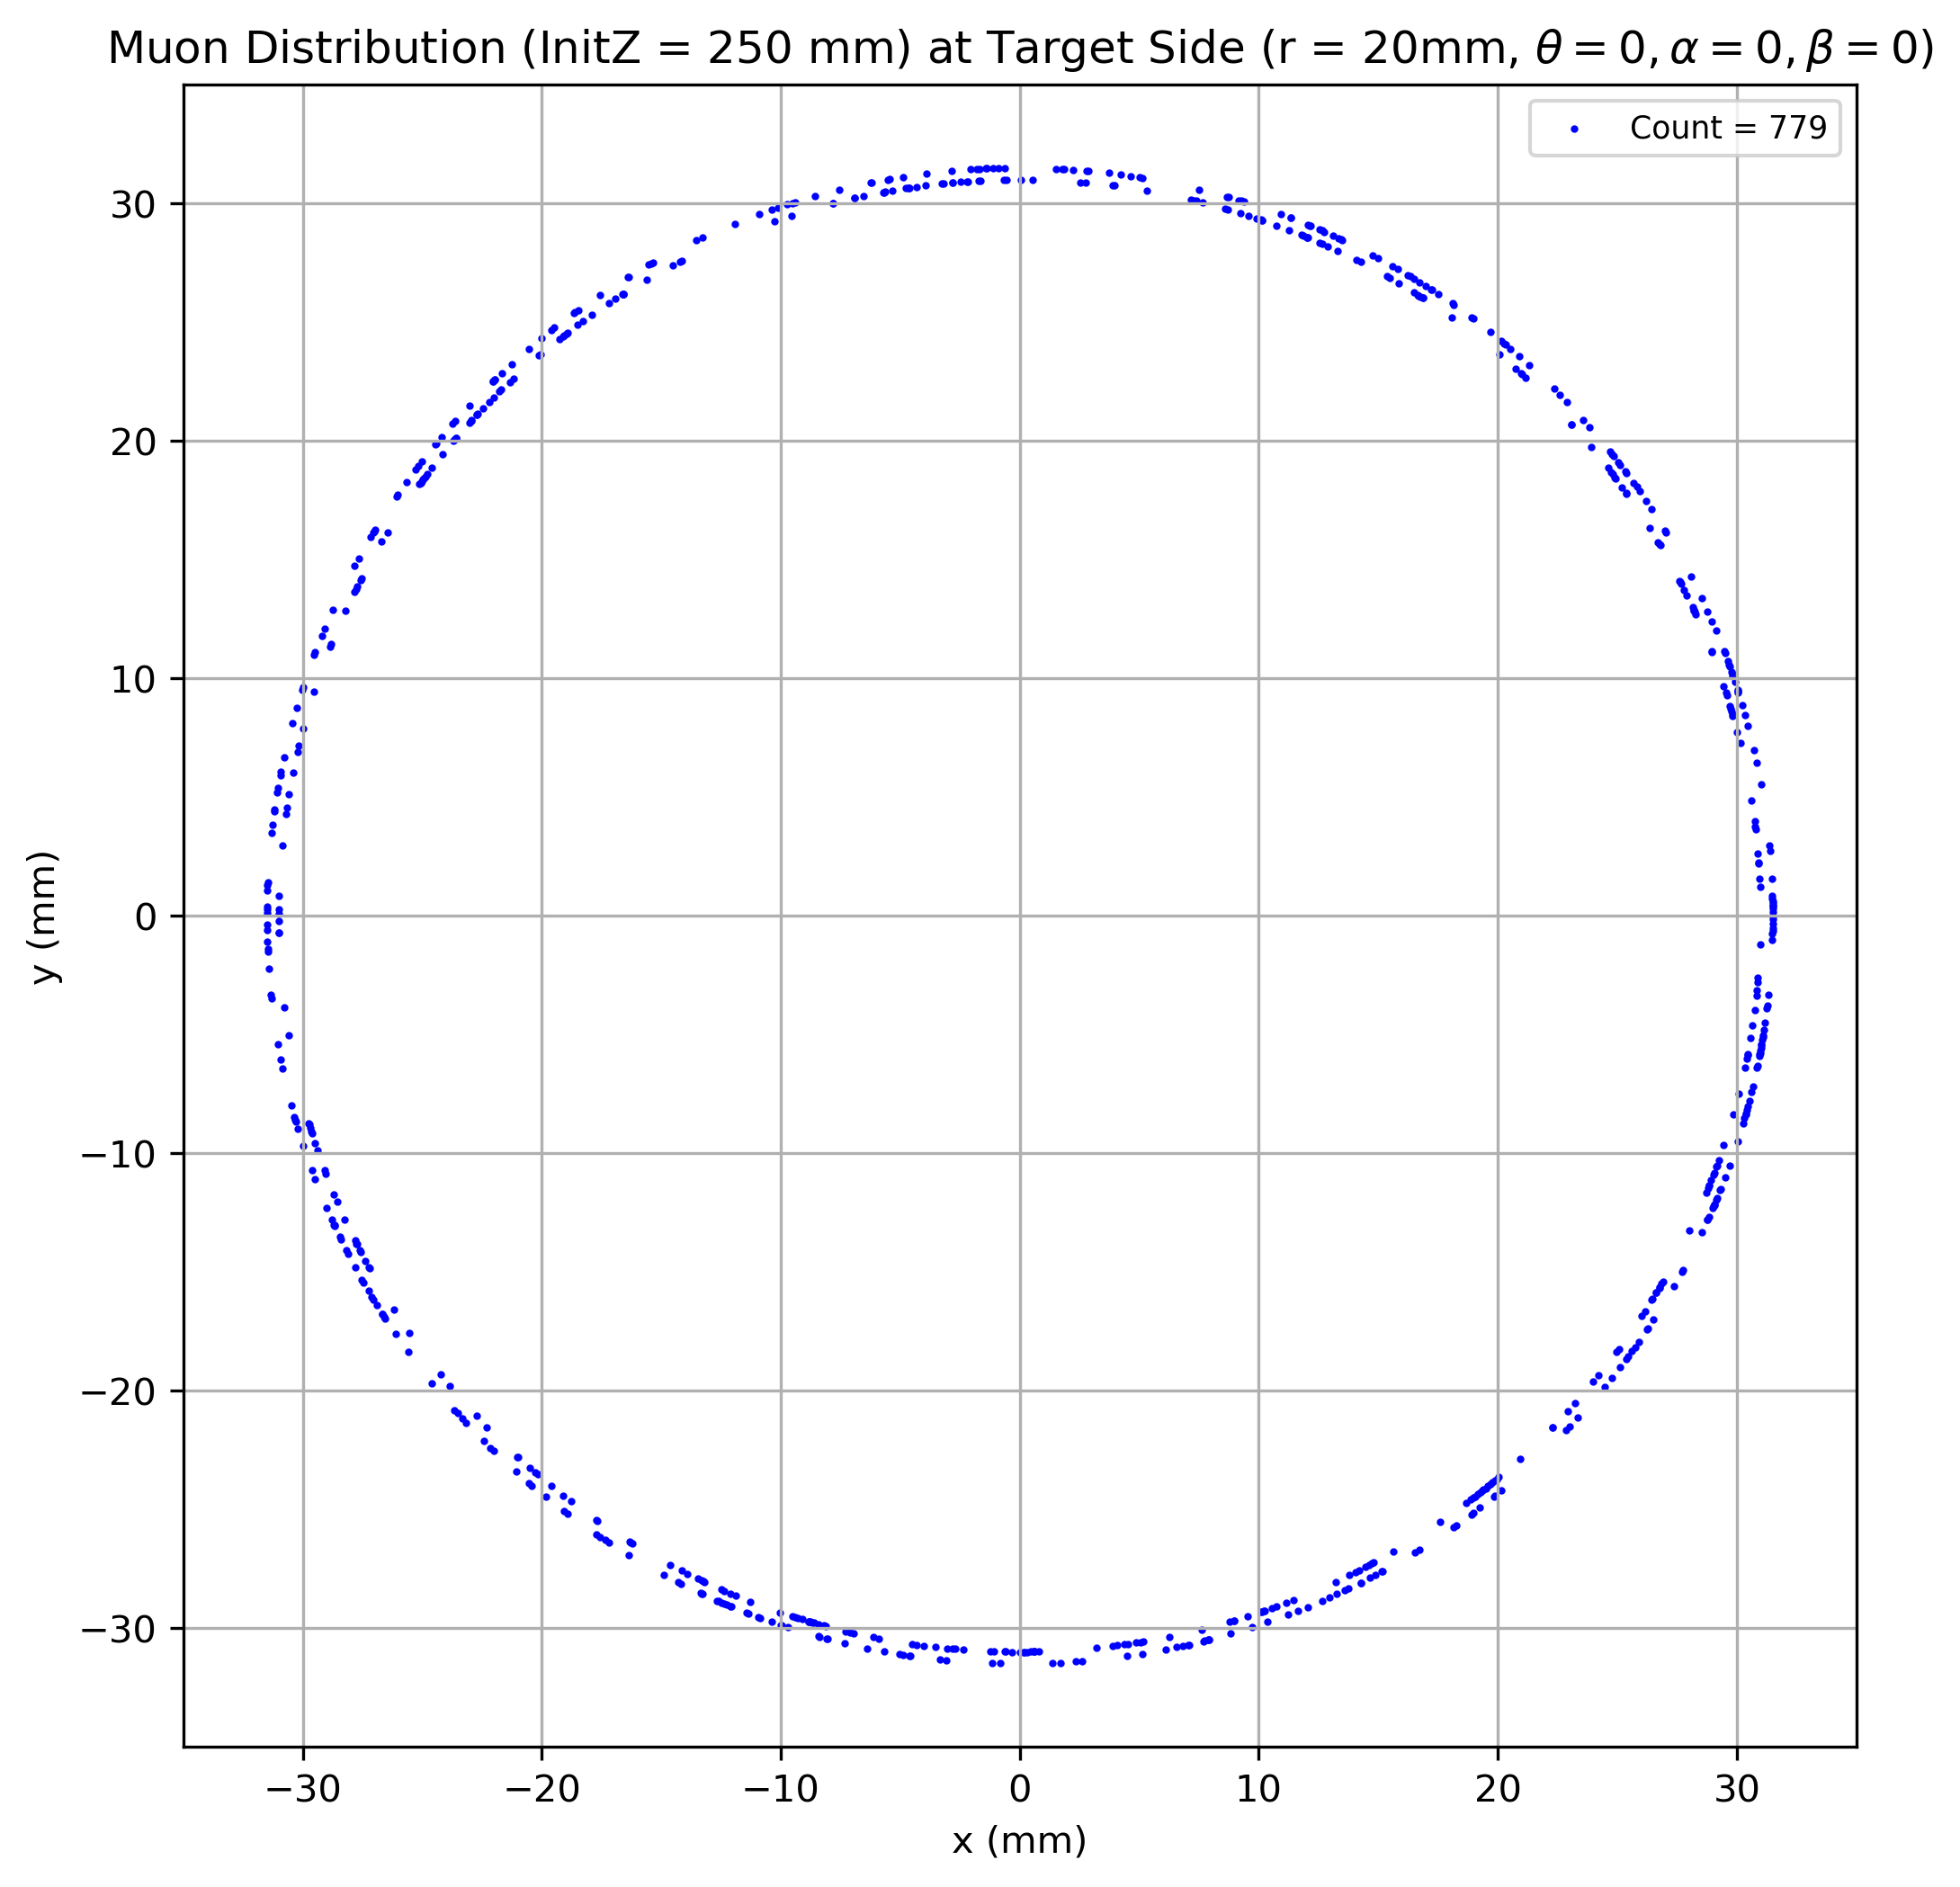 Muon Distribution (InitZ = 250 mm) at Target Side (r = 20mm, θ = 0, α = 0, β = 0)
Count = 779
30
20
10
0
−10
−20
−30
y (mm)
−30 −20 −10 0 10 20 30
x (mm)